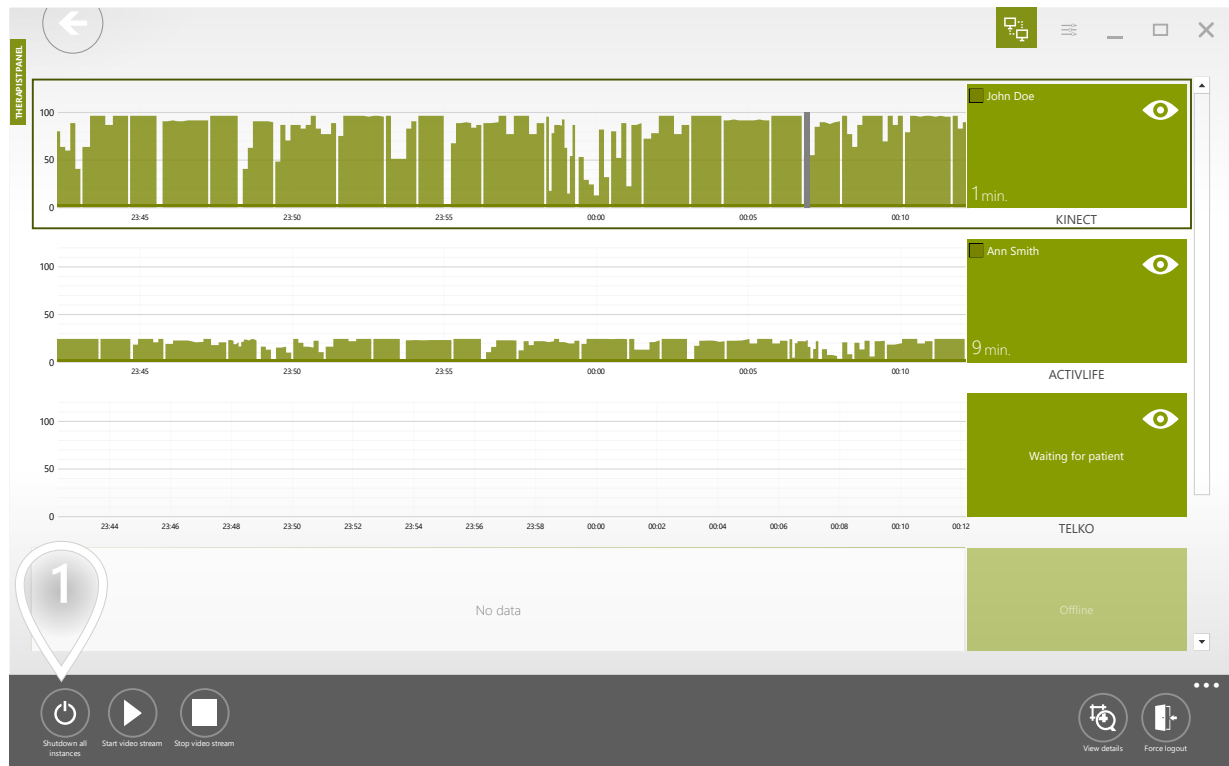 THERAPIST PANEL
John Doe
100
50
0
1 min.
23:45 23:50 23:55 00:00 00:05 00:10
KINECT
Ann Smith
100
50
0
9 min.
23:45 23:50 23:55 00:00 00:05 00:10
ACTIVLIFE
100
50
0
Waiting for patient
23:44 23:46 23:48 23:50 23:52 23:54 23:56 23:58 00:00 00:02 00:04 00:06 00:08 00:10 00:12
TELKO
1
No data
Offline
Shutdown all
instances
Start video stream
Stop video stream
View details
Force logout